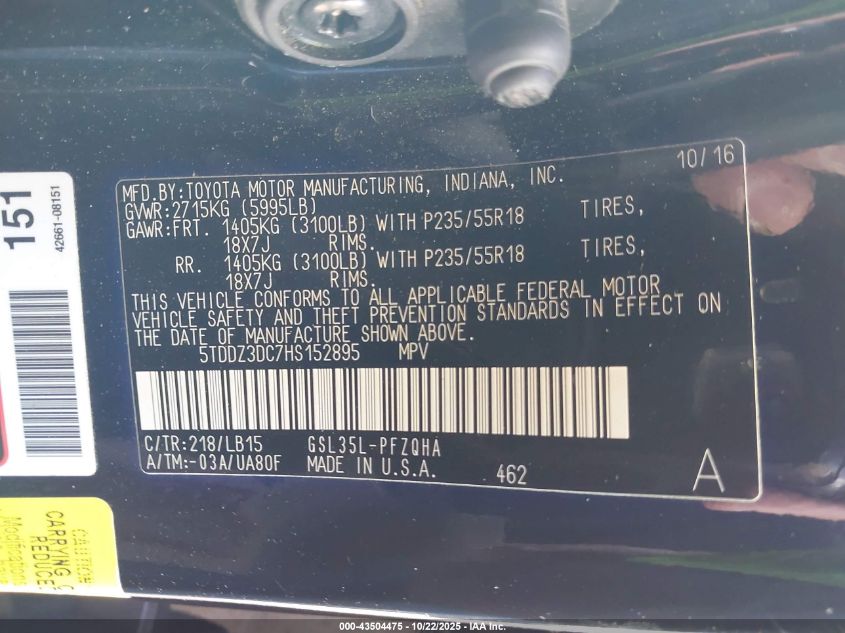 10/16
MFD.BY:TOYOTA MOTOR MANUFACTURING, INDIANA, INC.
GVWR:2715KG (5995LB)
GAWR:FRT. 1405KG (3100LB) WITH P235/55R18 TIRES,
18X7J RIMS.
RR. 1405KG (3100LB) WITH P235/55R18 TIRES,
18X7J RIMS.
THIS VEHICLE CONFORMS TO ALL APPLICABLE FEDERAL MOTOR
VEHICLE SAFETY AND THEFT PREVENTION STANDARDS IN EFFECT ON
THE DATE OF MANUFACTURE SHOWN ABOVE.
5TDDZ3DC7HS152895 MPV
C/TR:218/LB15 GSL35L-PFZQHA
A/TM:-03A/UA80F MADE IN U.S.A. 462 A
151
42661-08151
CAUTION
CARRYING
REDUCE
000-43504475 - 10/22/2025 - IAA Inc.